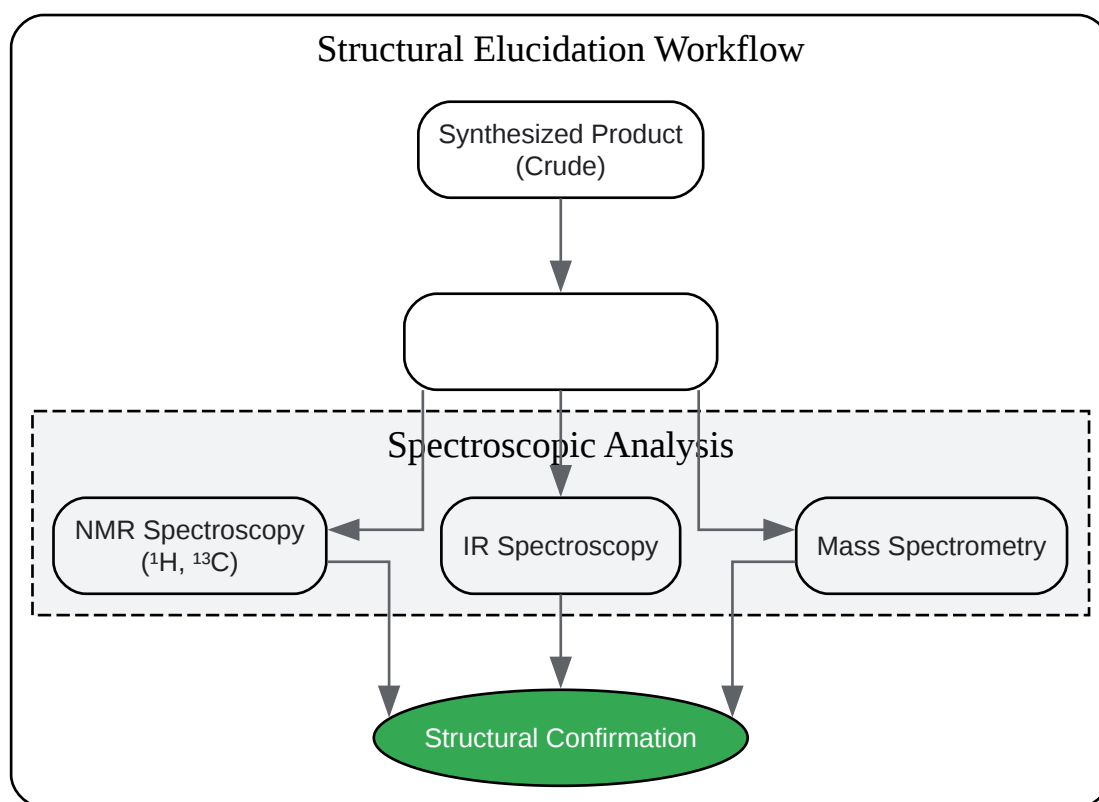 Structural Elucidation Workflow
Synthesized Product
(Crude)
Spectroscopic Analysis
NMR Spectroscopy
(¹H, ¹³C)
IR Spectroscopy
Mass Spectrometry
Structural Confirmation